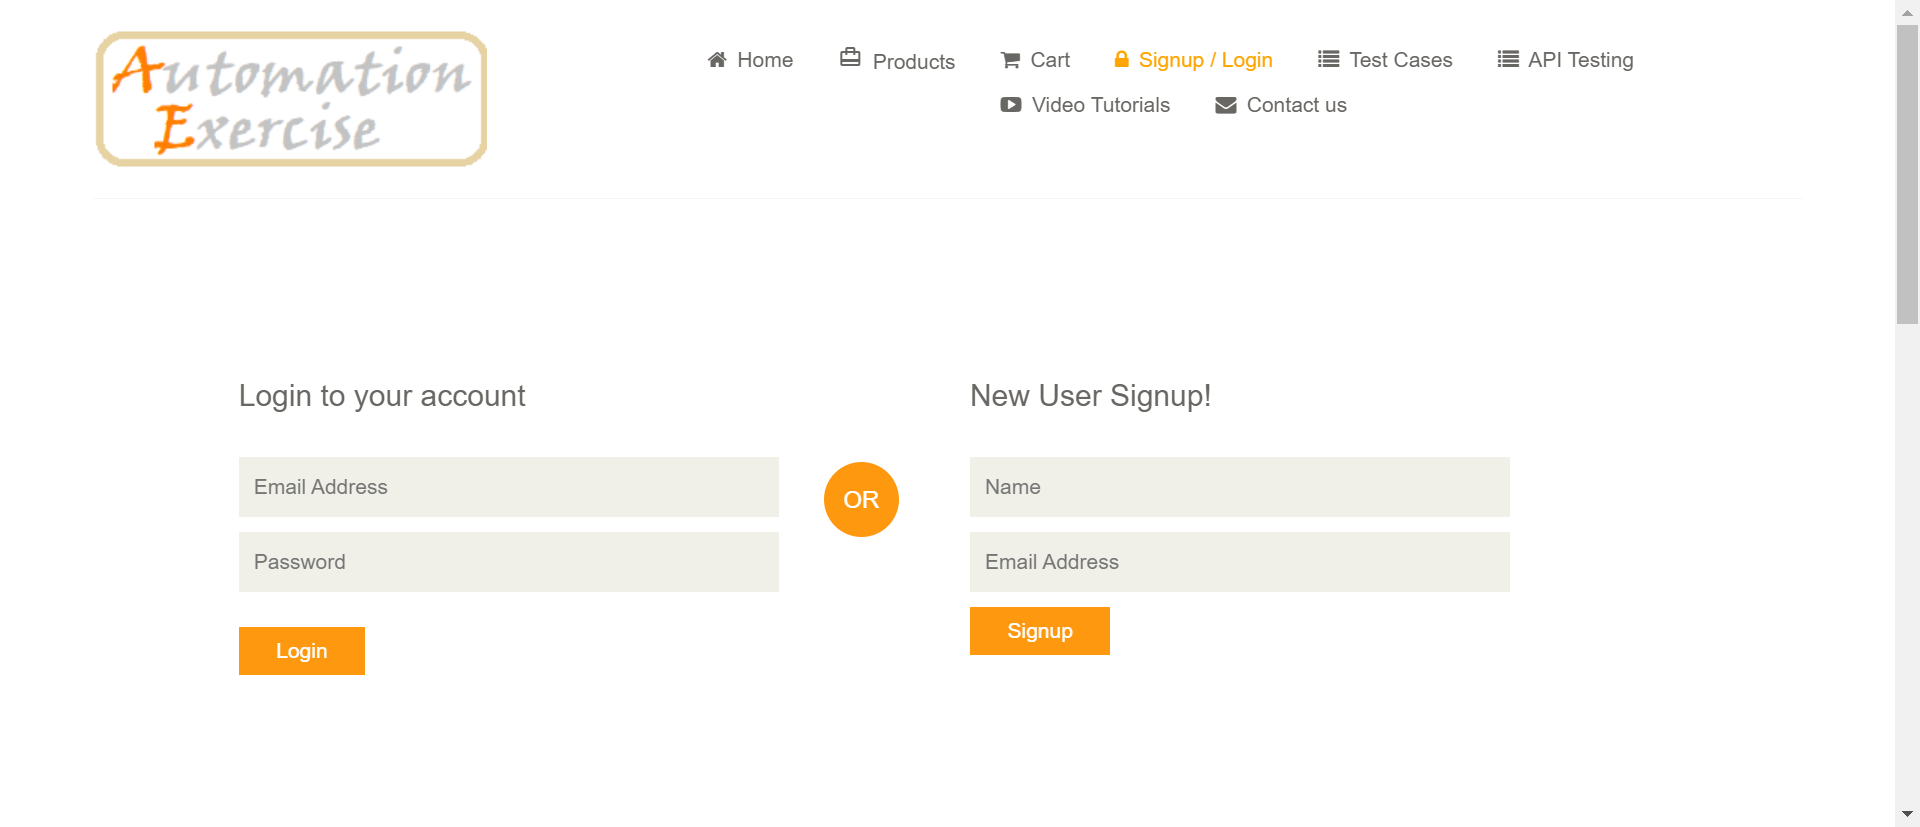 Automation
Exercise
Home Products Cart Signup / Login Test Cases API Testing
Video Tutorials Contact us
Login to your account
Email Address
Password
Login
OR
New User Signup!
Name
Email Address
Signup